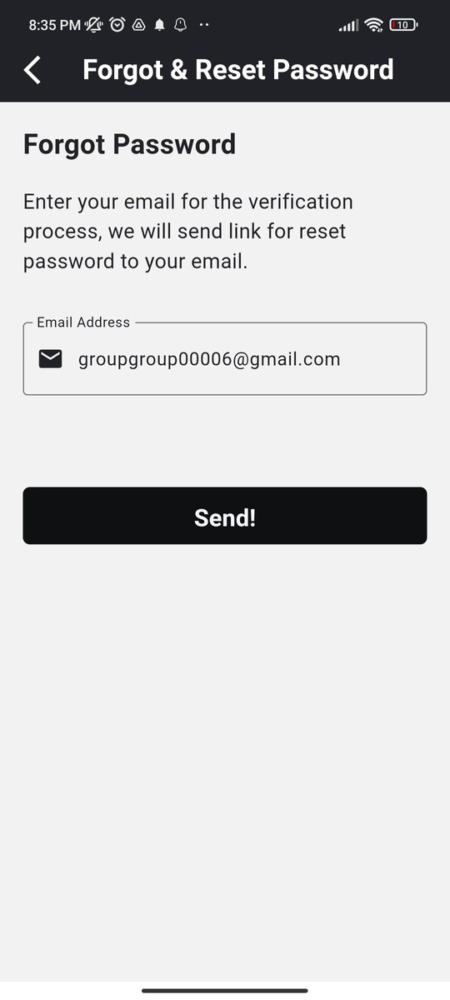 8:35 PM
10
Forgot & Reset Password
Forgot Password
Enter your email for the verification
process, we will send link for reset
password to your email.
Email Address
groupgroup00006@gmail.com
Send!